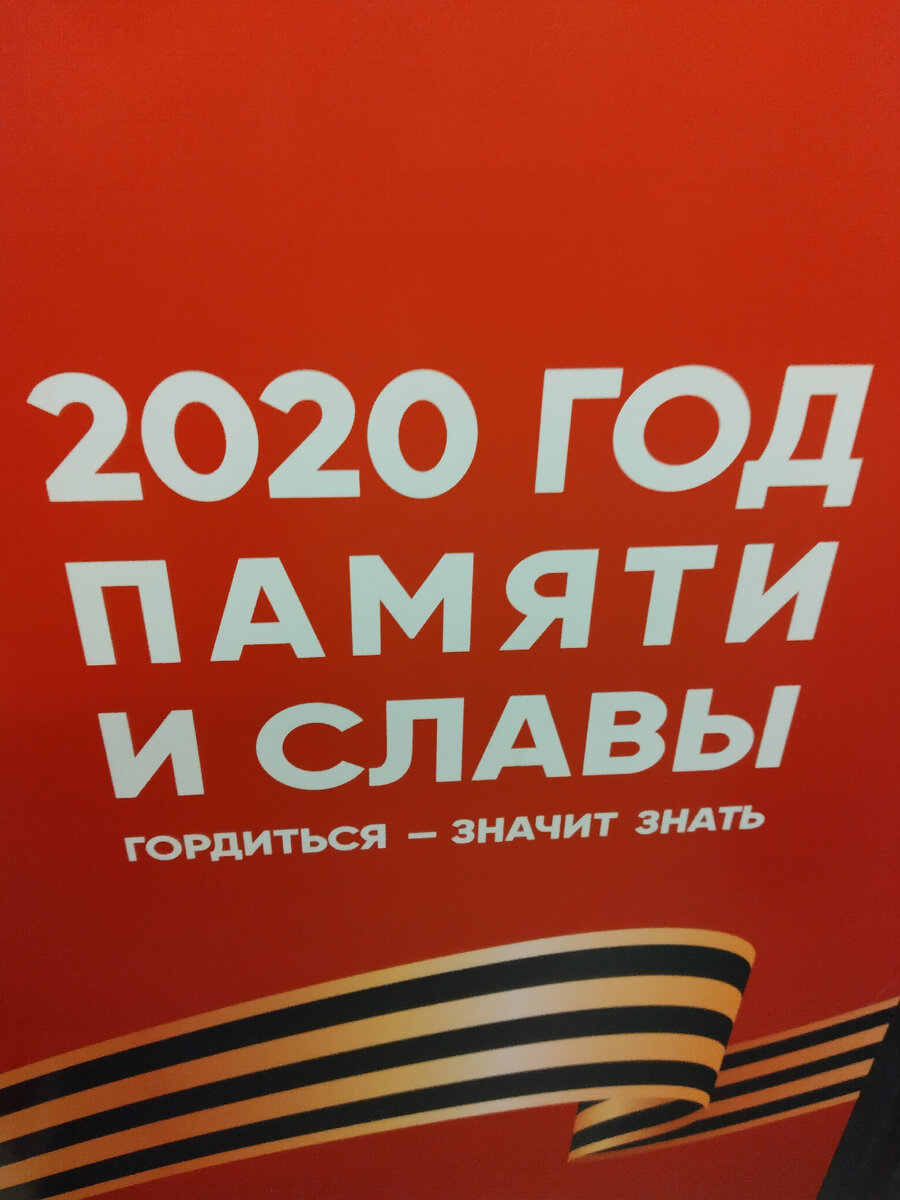 2020 ГОД
ПАМЯТИ
И СЛАВЫ
ГОРДИТЬСЯ – ЗНАЧИТ ЗНАТЬ